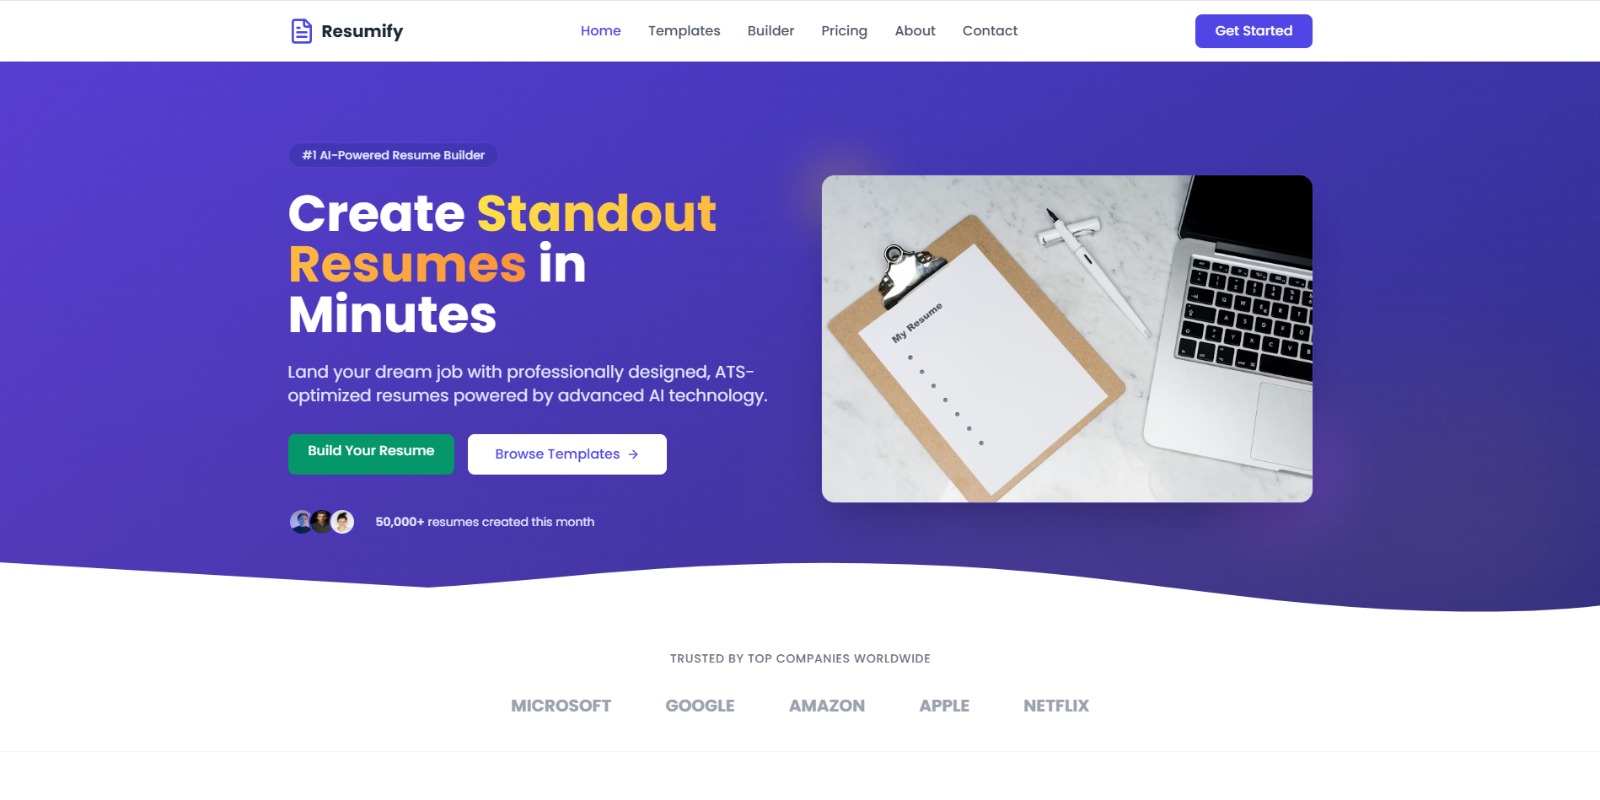 Resumify
Home
Templates
Builder
Pricing
About
Contact
Get Started
#1 AI-Powered Resume Builder
Create Standout
Resumes in
Minutes
Land your dream job with professionally designed, ATS-
optimized resumes powered by advanced AI technology.
Build Your Resume
Browse Templates →
50,000+ resumes created this month
My Resume
TRUSTED BY TOP COMPANIES WORLDWIDE
MICROSOFT
GOOGLE
AMAZON
APPLE
NETFLIX